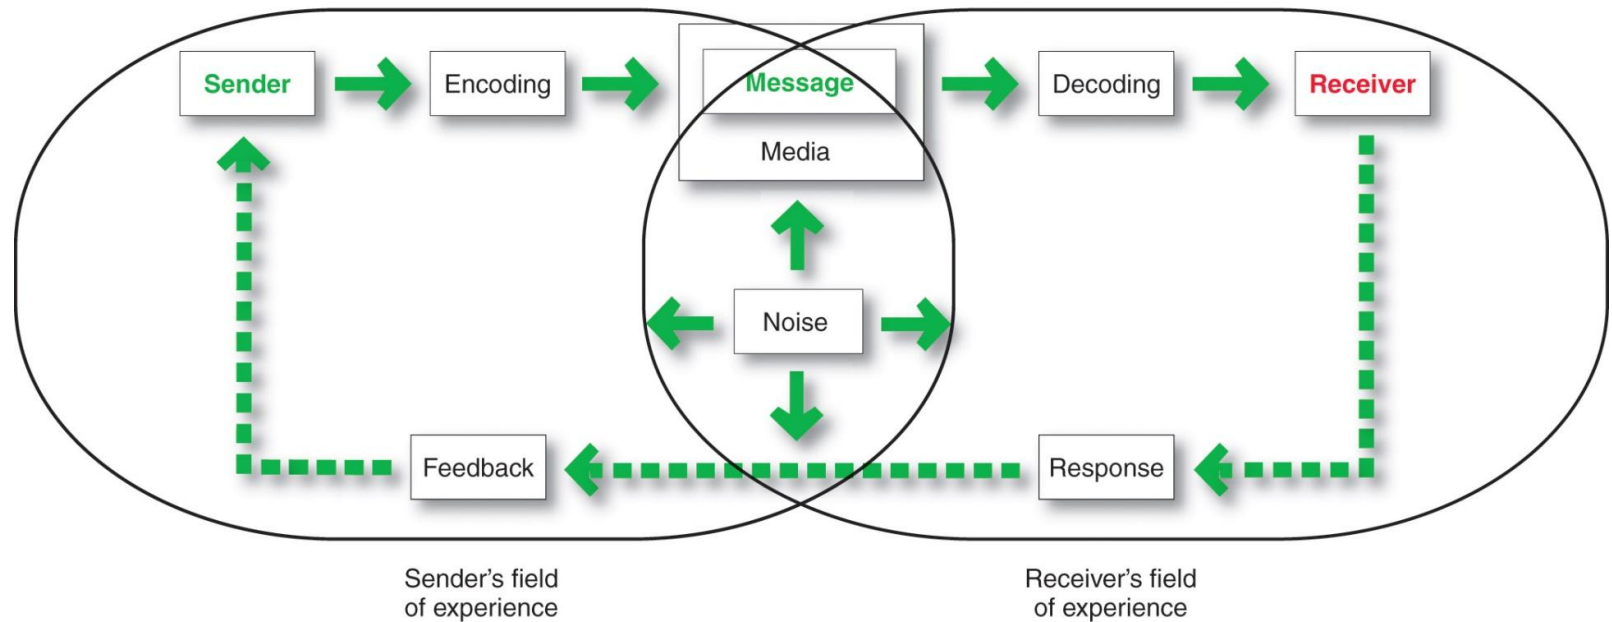 Sender
Encoding
Message
Media
Decoding
Receiver
Noise
Feedback
Response
Sender’s field
of experience
Receiver’s field
of experience